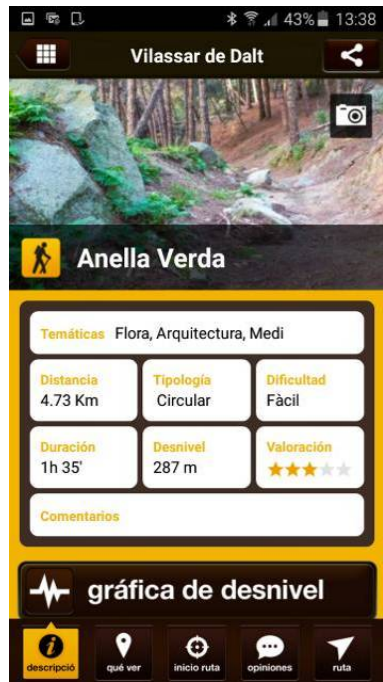 43% 13:38
Vilassar de Dalt
Anella Verda
Temáticas Flora, Arquitectura, Medi
Distancia Tipología Dificultad
4.73 Km Circular Fàcil
Duración Desnivel Valoración
1h 35' 287 m
Comentarios
gráfica de desnivel
descripció qué ver inicio ruta opiniones ruta